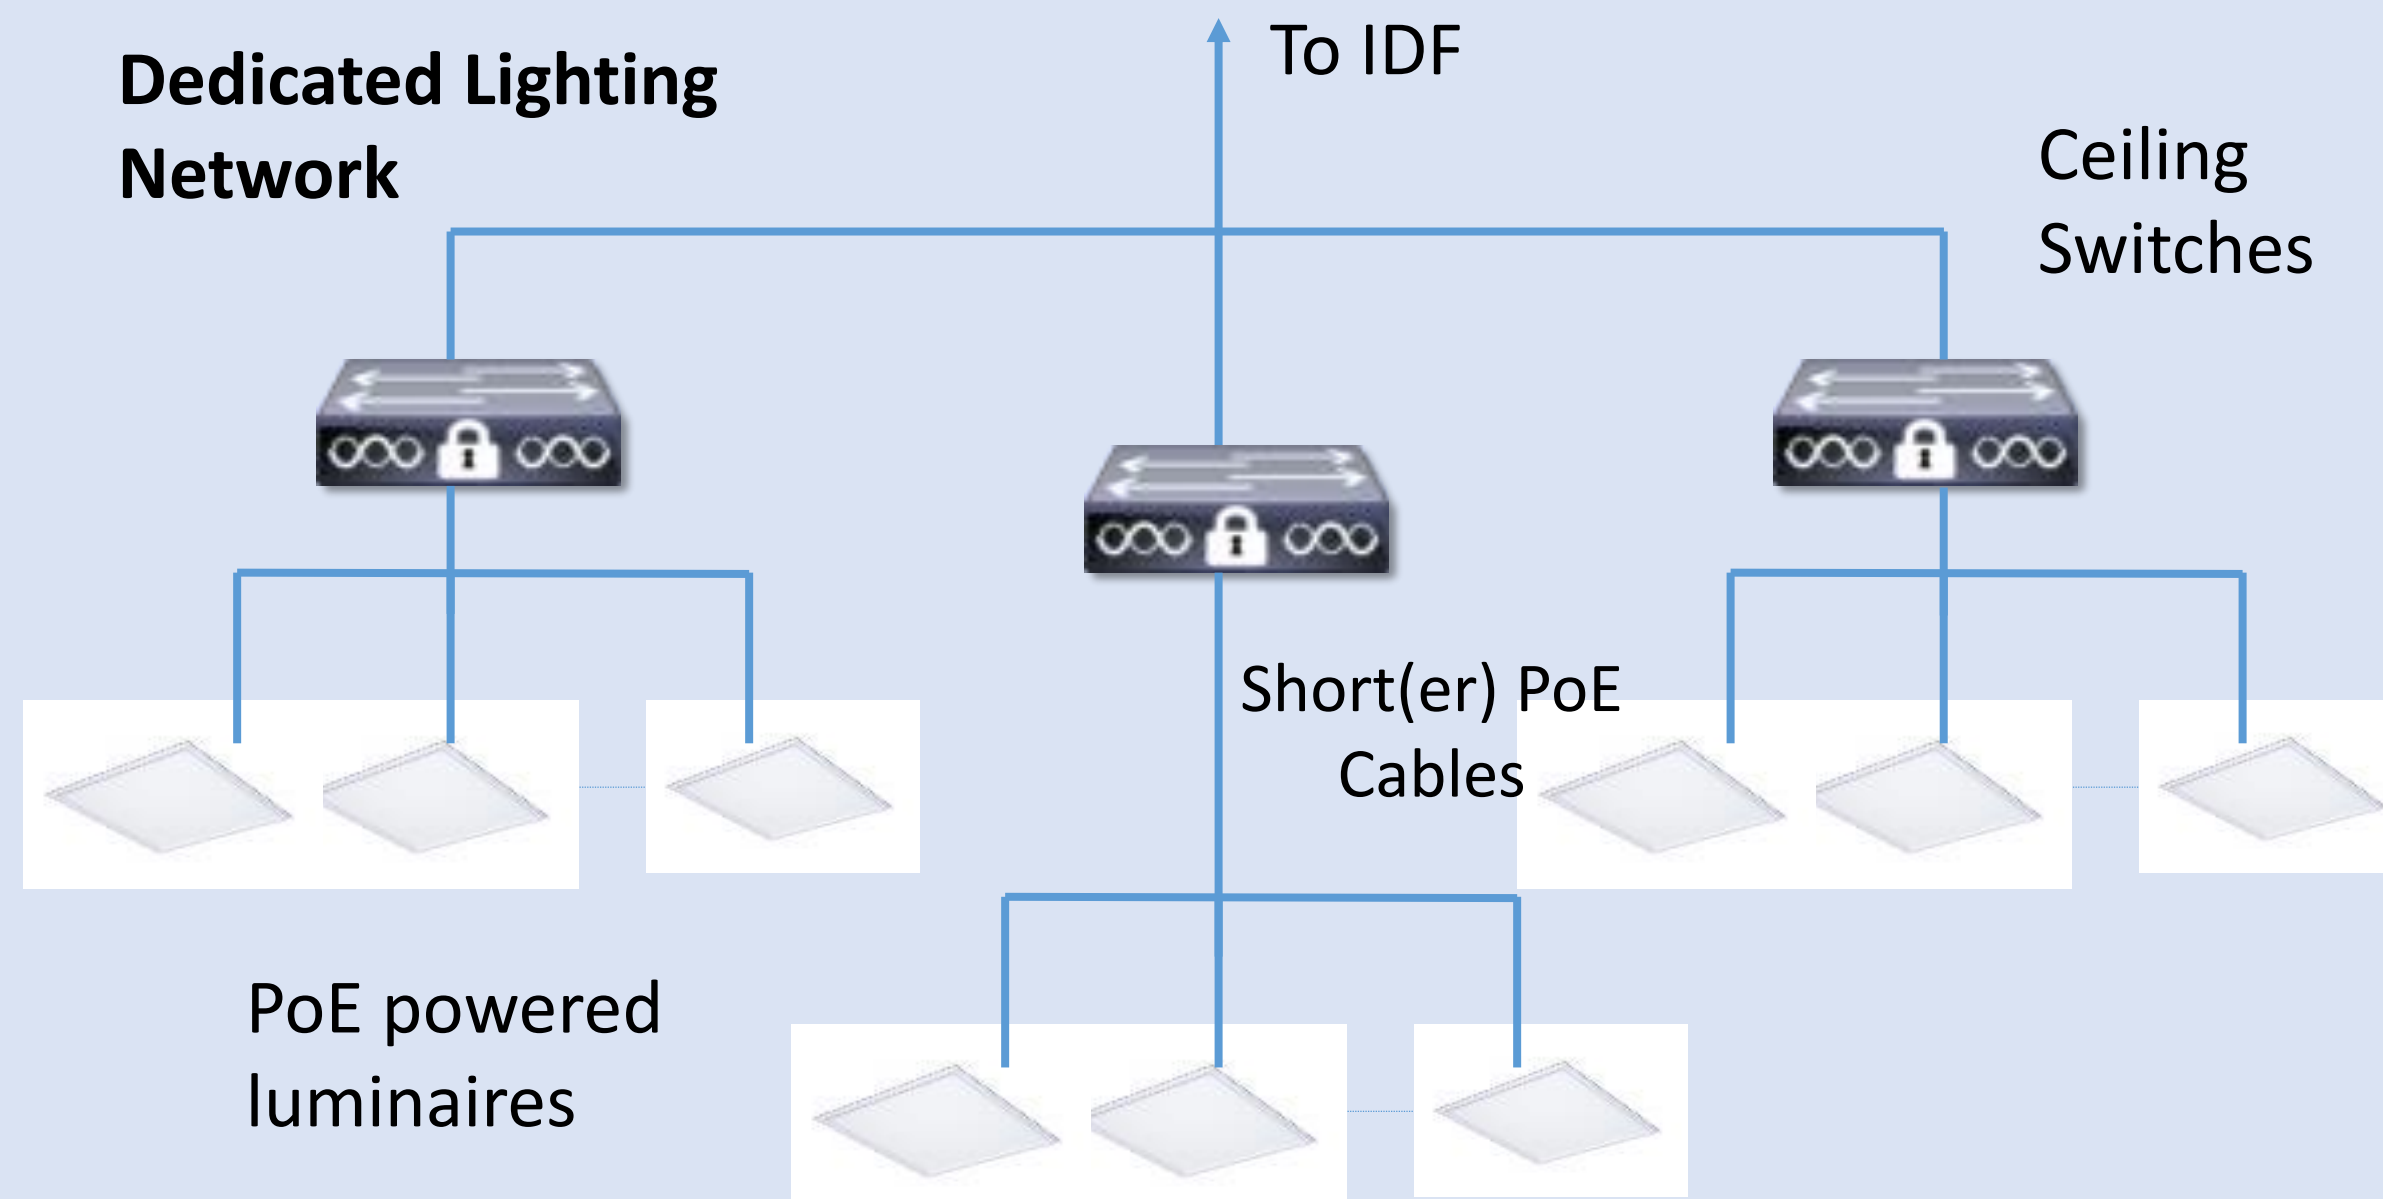 Dedicated Lighting
Network
To IDF
Ceiling
Switches
Short(er) PoE
Cables
PoE powered
luminaires